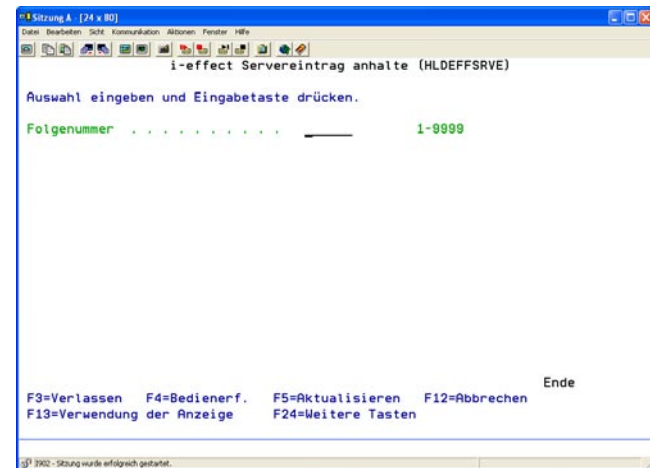 Sitzung A - [24 x 80]
Datei Bearbeiten Sicht Kommunikation Aktionen Fenster Hilfe
i-effect Servereintrag anhalte (HLDEFFSRVE)
Auswahl eingeben und Eingabetaste drücken.
Folgenummer . . . . . . . . . . _____ 1-9999
Ende
F3=Verlassen F4=Bedienerf. F5=Aktualisieren F12=Abbrechen
F13=Verwendung der Anzeige F24=Weitere Tasten
3902 - Sitzung wurde erfolgreich gestartet.